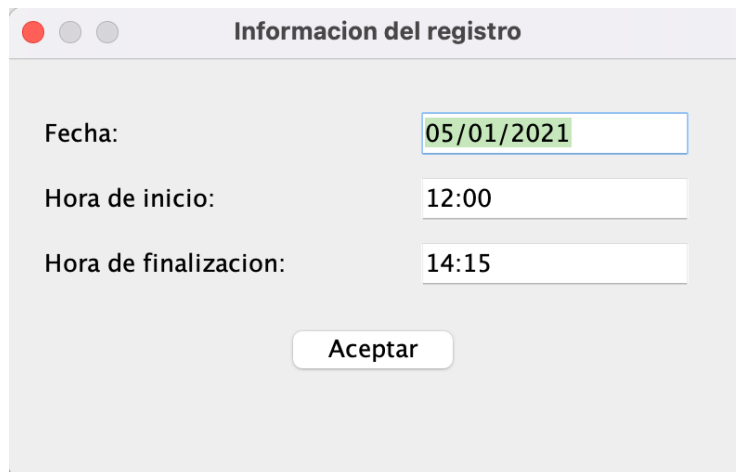 Informacion del registro
Fecha: 05/01/2021
Hora de inicio: 12:00
Hora de finalizacion: 14:15
Aceptar